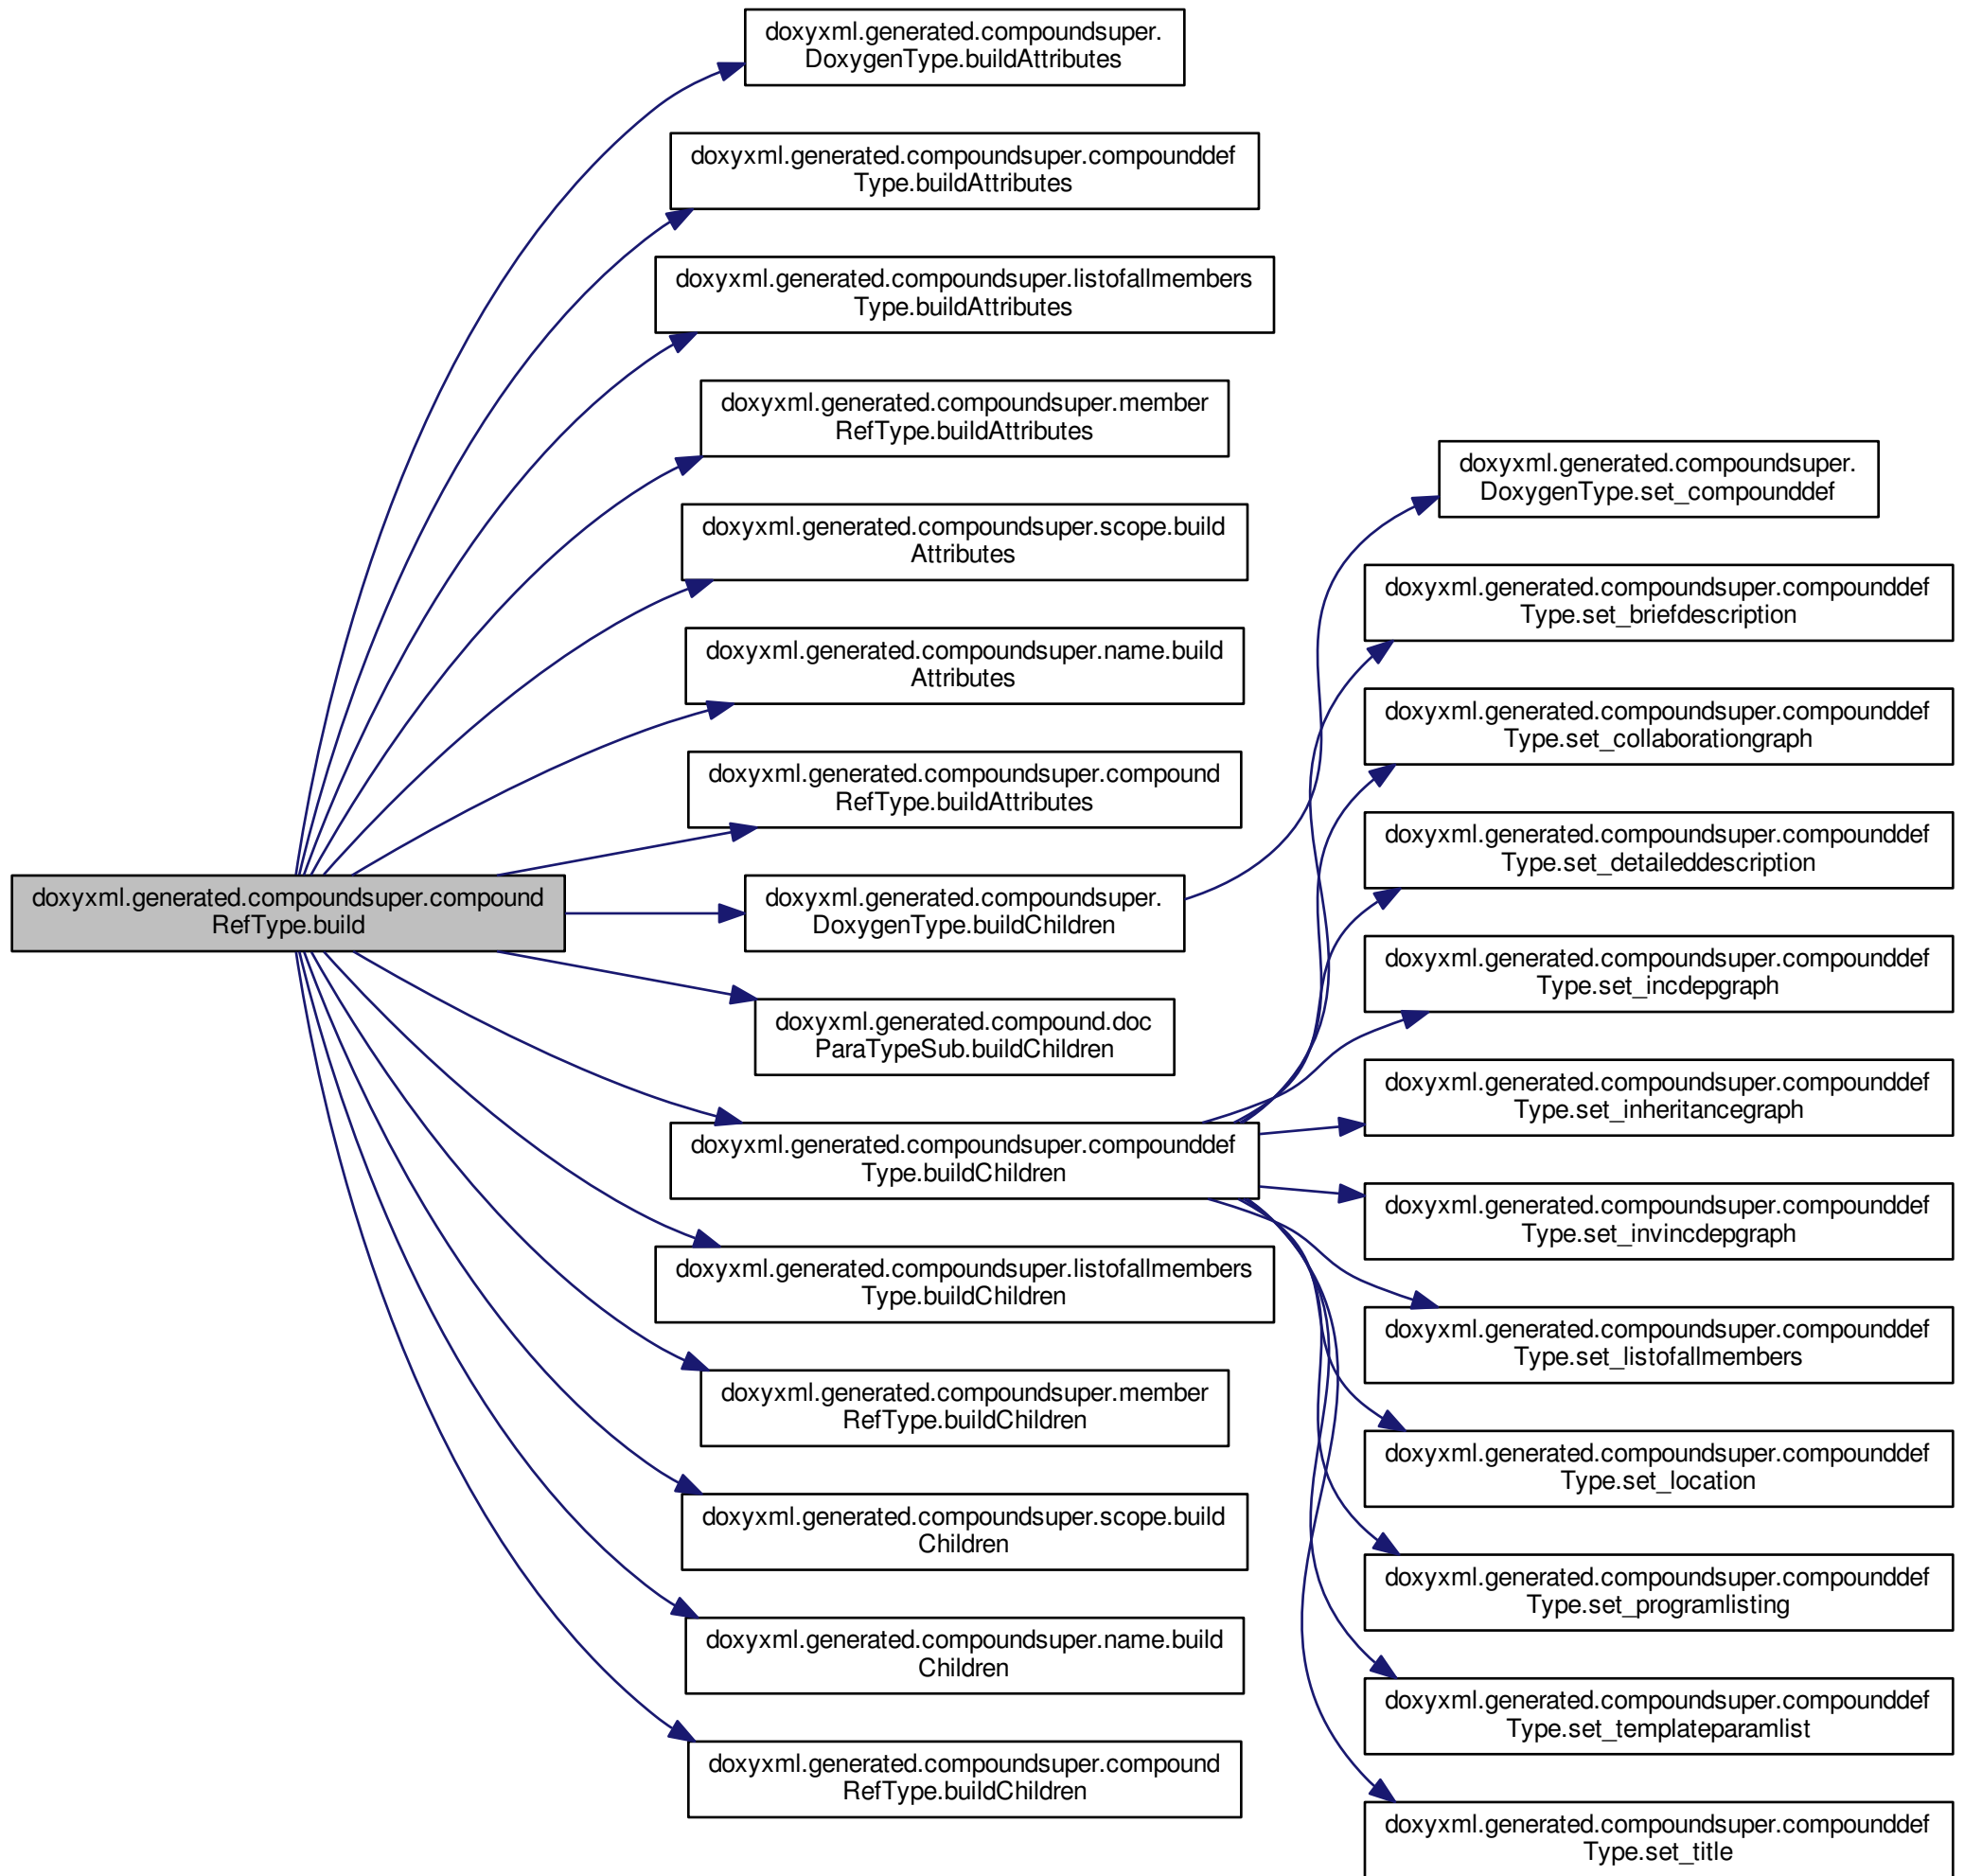 doxyxml.generated.compoundsuper.
DoxygenType.buildAttributes
doxyxml.generated.compoundsuper.compounddef
Type.buildAttributes
doxyxml.generated.compoundsuper.listofallmembers
Type.buildAttributes
doxyxml.generated.compoundsuper.member
RefType.buildAttributes
doxyxml.generated.compoundsuper.scope.build
Attributes
doxyxml.generated.compoundsuper.name.build
Attributes
doxyxml.generated.compoundsuper.compound
RefType.buildAttributes
doxyxml.generated.compoundsuper.compound
RefType.build
doxyxml.generated.compoundsuper.
DoxygenType.buildChildren
doxyxml.generated.compound.doc
ParaTypeSub.buildChildren
doxyxml.generated.compoundsuper.compounddef
Type.buildChildren
doxyxml.generated.compoundsuper.listofallmembers
Type.buildChildren
doxyxml.generated.compoundsuper.member
RefType.buildChildren
doxyxml.generated.compoundsuper.scope.build
Children
doxyxml.generated.compoundsuper.name.build
Children
doxyxml.generated.compoundsuper.compound
RefType.buildChildren
doxyxml.generated.compoundsuper.
DoxygenType.set_compounddef
doxyxml.generated.compoundsuper.compounddef
Type.set_briefdescription
doxyxml.generated.compoundsuper.compounddef
Type.set_collaborationgraph
doxyxml.generated.compoundsuper.compounddef
Type.set_detaileddescription
doxyxml.generated.compoundsuper.compounddef
Type.set_incdepgraph
doxyxml.generated.compoundsuper.compounddef
Type.set_inheritancegraph
doxyxml.generated.compoundsuper.compounddef
Type.set_invincdepgraph
doxyxml.generated.compoundsuper.compounddef
Type.set_listofallmembers
doxyxml.generated.compoundsuper.compounddef
Type.set_location
doxyxml.generated.compoundsuper.compounddef
Type.set_programlisting
doxyxml.generated.compoundsuper.compounddef
Type.set_templateparamlist
doxyxml.generated.compoundsuper.compounddef
Type.set_title